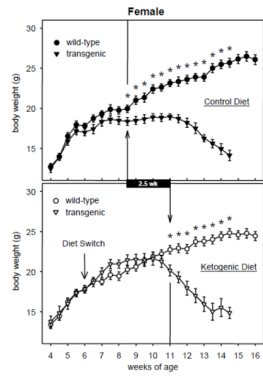 Female
body weight (g)
30
25
20
15
10
wild-type
transgenic
* * * * * * * * *
Control Diet
2.5 wk
body weight (g)
25
20
15
10
wild-type
transgenic
Diet Switch
* * * * * * *
Ketogenic Diet
4 5 6 7 8 9 10 11 12 13 14 15 16
weeks of age